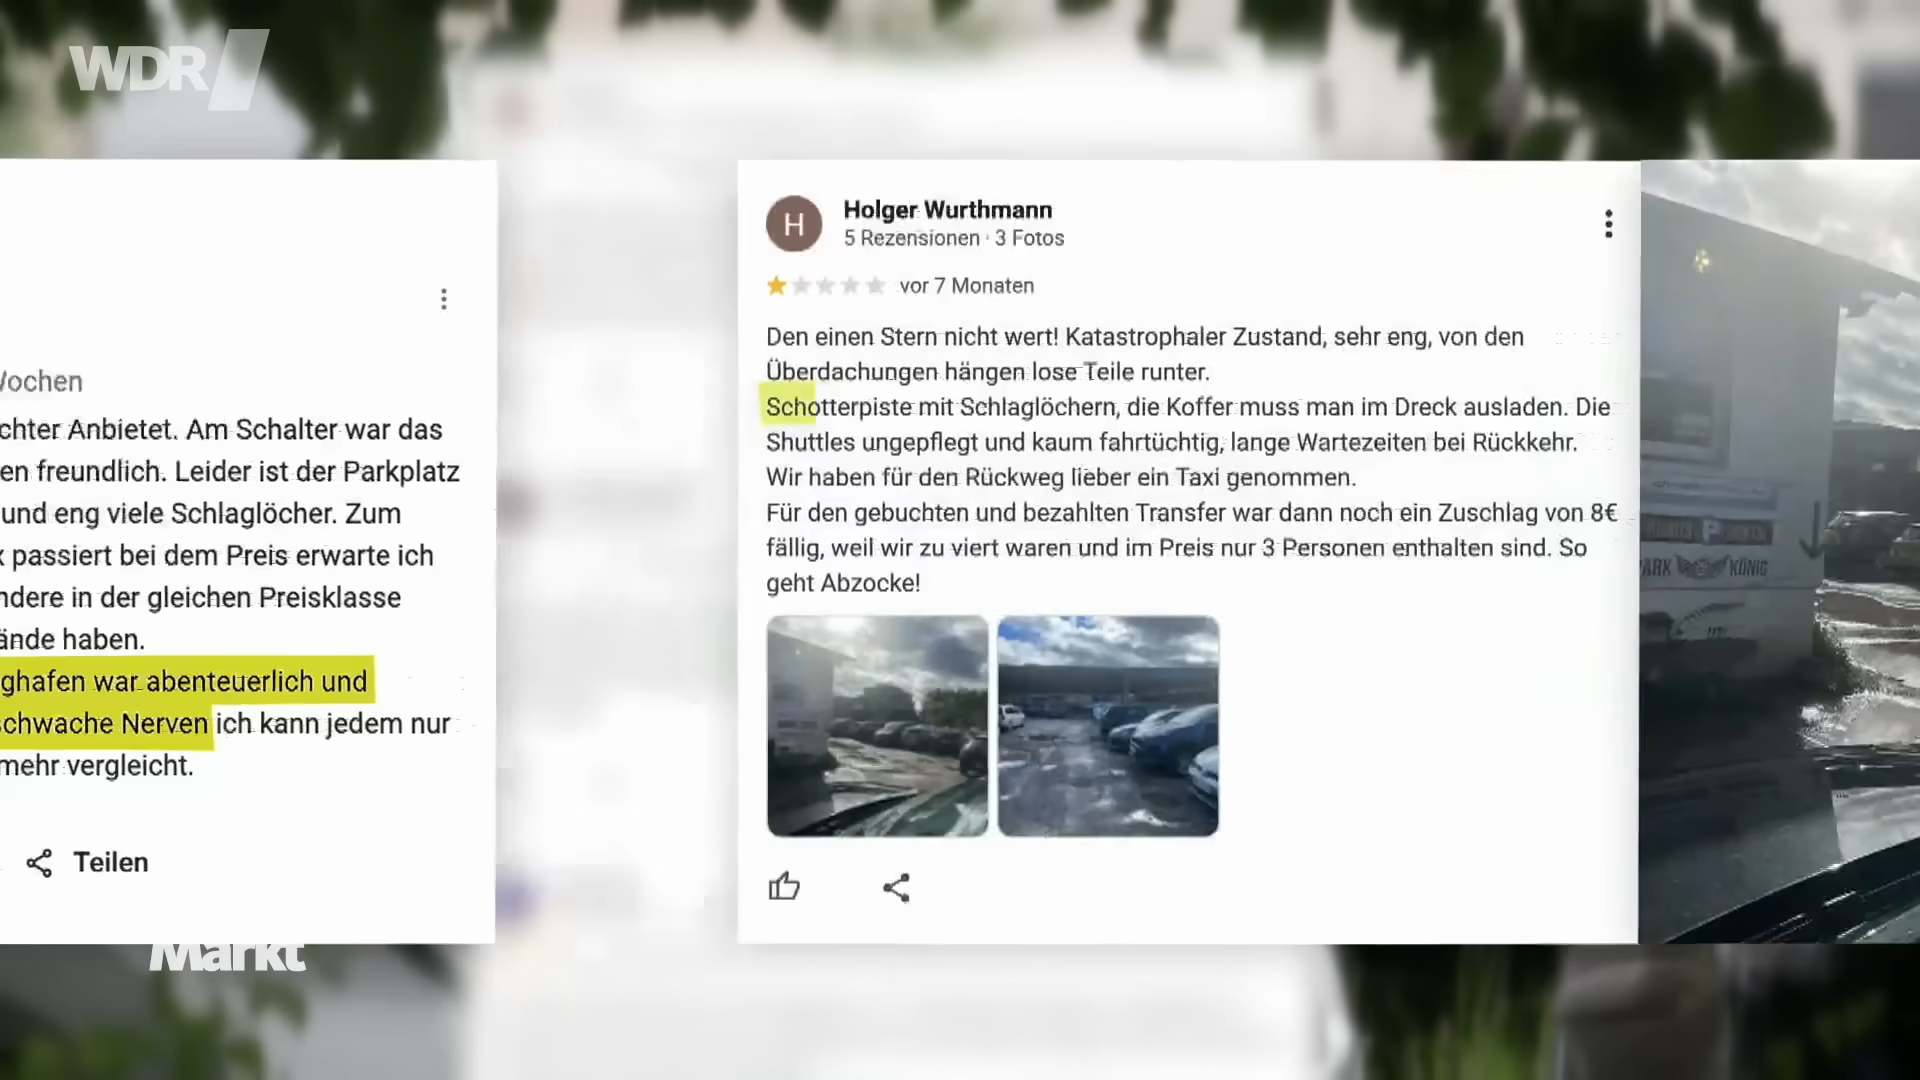 WDR
Wochen
chter Anbietet. Am Schalter war das
en freundlich. Leider ist der Parkplatz
und eng viele Schlaglöcher. Zum
passiert bei dem Preis erwarte ich
ndere in der gleichen Preisklasse
ände haben.
ghafen war abenteuerlich und
schwache Nerven ich kann jedem nur
mehr vergleicht.
Teilen
Markt
H
Holger Wurthmann
5 Rezensionen · 3 Fotos
vor 7 Monaten
Den einen Stern nicht wert! Katastrophaler Zustand, sehr eng, von den
Überdachungen hängen lose Teile runter.
Schotterpiste mit Schlaglöchern, die Koffer muss man im Dreck ausladen. Die
Shuttles ungepflegt und kaum fahrtüchtig, lange Wartezeiten bei Rückkehr.
Wir haben für den Rückweg lieber ein Taxi genommen.
Für den gebuchten und bezahlten Transfer war dann noch ein Zuschlag von 8€
fällig, weil wir zu viert waren und im Preis nur 3 Personen enthalten sind. So
geht Abzocke!
P
PARK KÖNIG